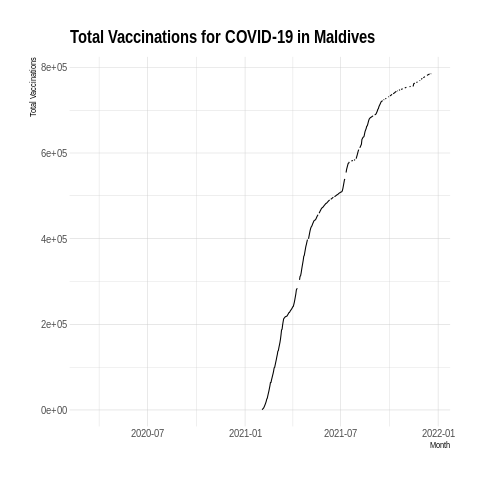 Total Vaccinations for COVID-19 in Maldives
Total Vaccinations
8e+05
6e+05
4e+05
2e+05
0e+00
2020-07 2021-01 2021-07 2022-01
Month